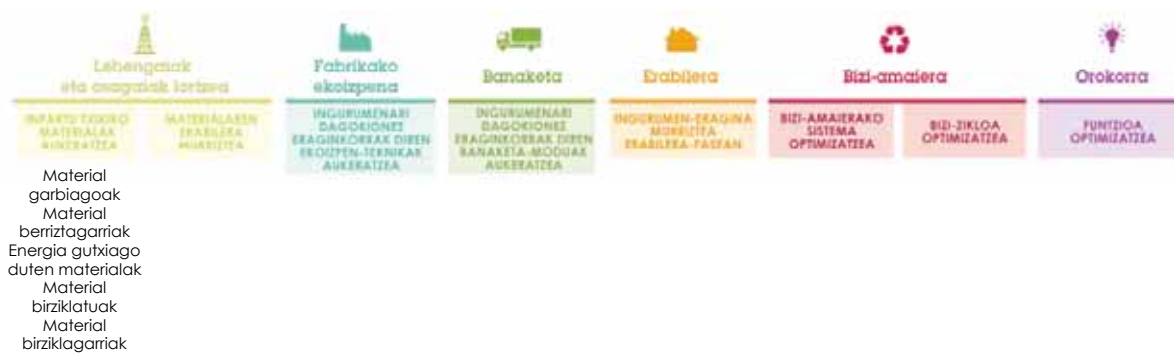 Lehengaiak
eta osagaiak lortzea
Fabrikako
ekoizpena
Banaketa
Erabilera
Bizi-amaiera
Orokorra
INPAKTU TXIKIKO
MATERIALAK
AUKERATZEA
MATERIALAREN
ERABILERA
MURRIZTEA
INGURUMENARI
DAGOKIONEZ
ERAGINKORRAK DIREN
EKOIZPEN-TEKNIKAK
AUKERATZEA
INGURUMENARI
DAGOKIONEZ
ERAGINKORRAK DIREN
BANAKETA-MODUAK
AUKERATZEA
INGURUMEN-ERAGINA
MURRIZTEA
ERABILERA-FASEAN
BIZI-AMAIERAKO
SISTEMA
OPTIMIZATZEA
BIZI-ZIKLOA
OPTIMIZATZEA
FUNTZIOA
OPTIMIZATZEA
Material
garbiagoak
Material
berriztagarriak
Energia gutxiago
duten materialak
Material
birziklatuak
Material
birziklagarriak